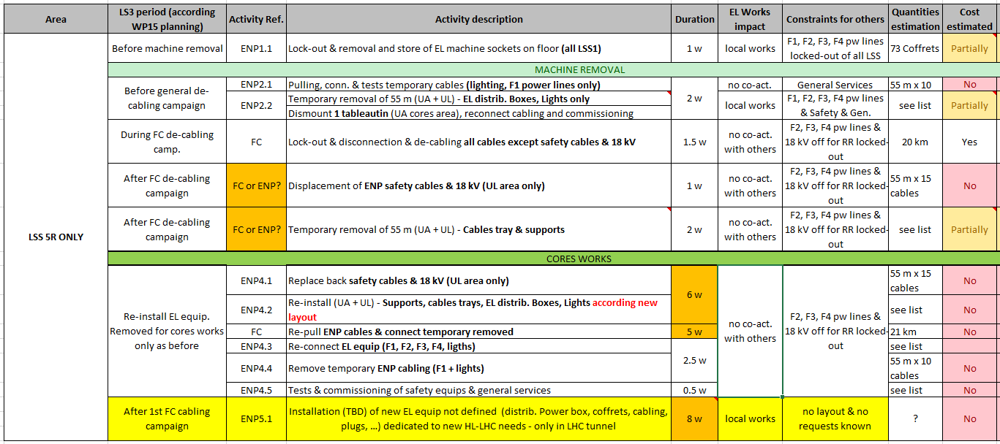 Area
LS3 period (according
WP15 planning)
Activity Ref.
Activity description
Duration
EL Works
impact
Constraints for others
Quantities
estimation
Cost
estimated
LSS 5R ONLY
Before machine removal
ENP1.1
Lock-out & removal and store of EL machine sockets on floor (all LSS1)
1 w
local works
F1, F2, F3, F4 pw lines
locked-out of all LSS
73 Coffrets
Partially
MACHINE REMOVAL
Before general de-
cabling campaign
ENP2.1
Pulling, conn. & tests temporary cables (lighting, F1 power lines only)
2 w
no co-act.
General Services
55 m x 10
No
ENP2.2
Temporary removal of 55 m (UA + UL) - EL distrib. Boxes, Lights only
Dismount 1 tableautin (UA cores area), reconnect cabling and commissioning
local works
F1, F2, F3, F4 pw lines
& Safety & Gen.
see list
Partially
During FC de-cabling
camp.
FC
Lock-out & disconnection & de-cabling all cables except safety cables & 18 kV
1.5 w
no co-act.
with others
F2, F3, F4 pw lines &
18 kV off for RR locked-
out
20 km
Yes
After FC de-cabling
campaign
FC or ENP?
Displacement of ENP safety cables & 18 kV (UL area only)
1 w
no co-act.
with others
F2, F3, F4 pw lines &
18 kV off for RR locked-
out
55 m x 15
cables
No
After FC de-cabling
campaign
FC or ENP?
Temporary removal of 55 m (UA + UL) - Cables tray & supports
2 w
no co-act.
with others
F2, F3, F4 pw lines &
18 kV off for RR locked-
out
see list
Partially
CORES WORKS
Re-install EL equip.
Removed for cores works
only as before
ENP4.1
Replace back safety cables & 18 kV (UL area only)
6 w
no co-act.
with others
F2, F3, F4 pw lines &
18 kV off for RR locked-
out
55 m x 15
cables
No
ENP4.2
Re-install (UA + UL) - Supports, cables trays, EL distrib. Boxes, Lights according new
layout
see list
No
FC
Re-pull ENP cables & connect temporary removed
5 w
21 km
No
ENP4.3
Re-connect EL equip (F1, F2, F3, F4, ligths)
2.5 w
see list
ENP4.4
Remove temporary ENP cabling (F1 + lights)
55 m x 10
cables
No
ENP4.5
Tests & commissioning of safety equips & general services
0.5 w
see list
No
After 1st FC cabling
campaign
ENP5.1
Installation (TBD) of new EL equip not defined (distrib. Power box, coffrets, cabling,
plugs, ...) dedicated to new HL-LHC needs - only in LHC tunnel
8 w
local works
no layout & no
requests known
?
No